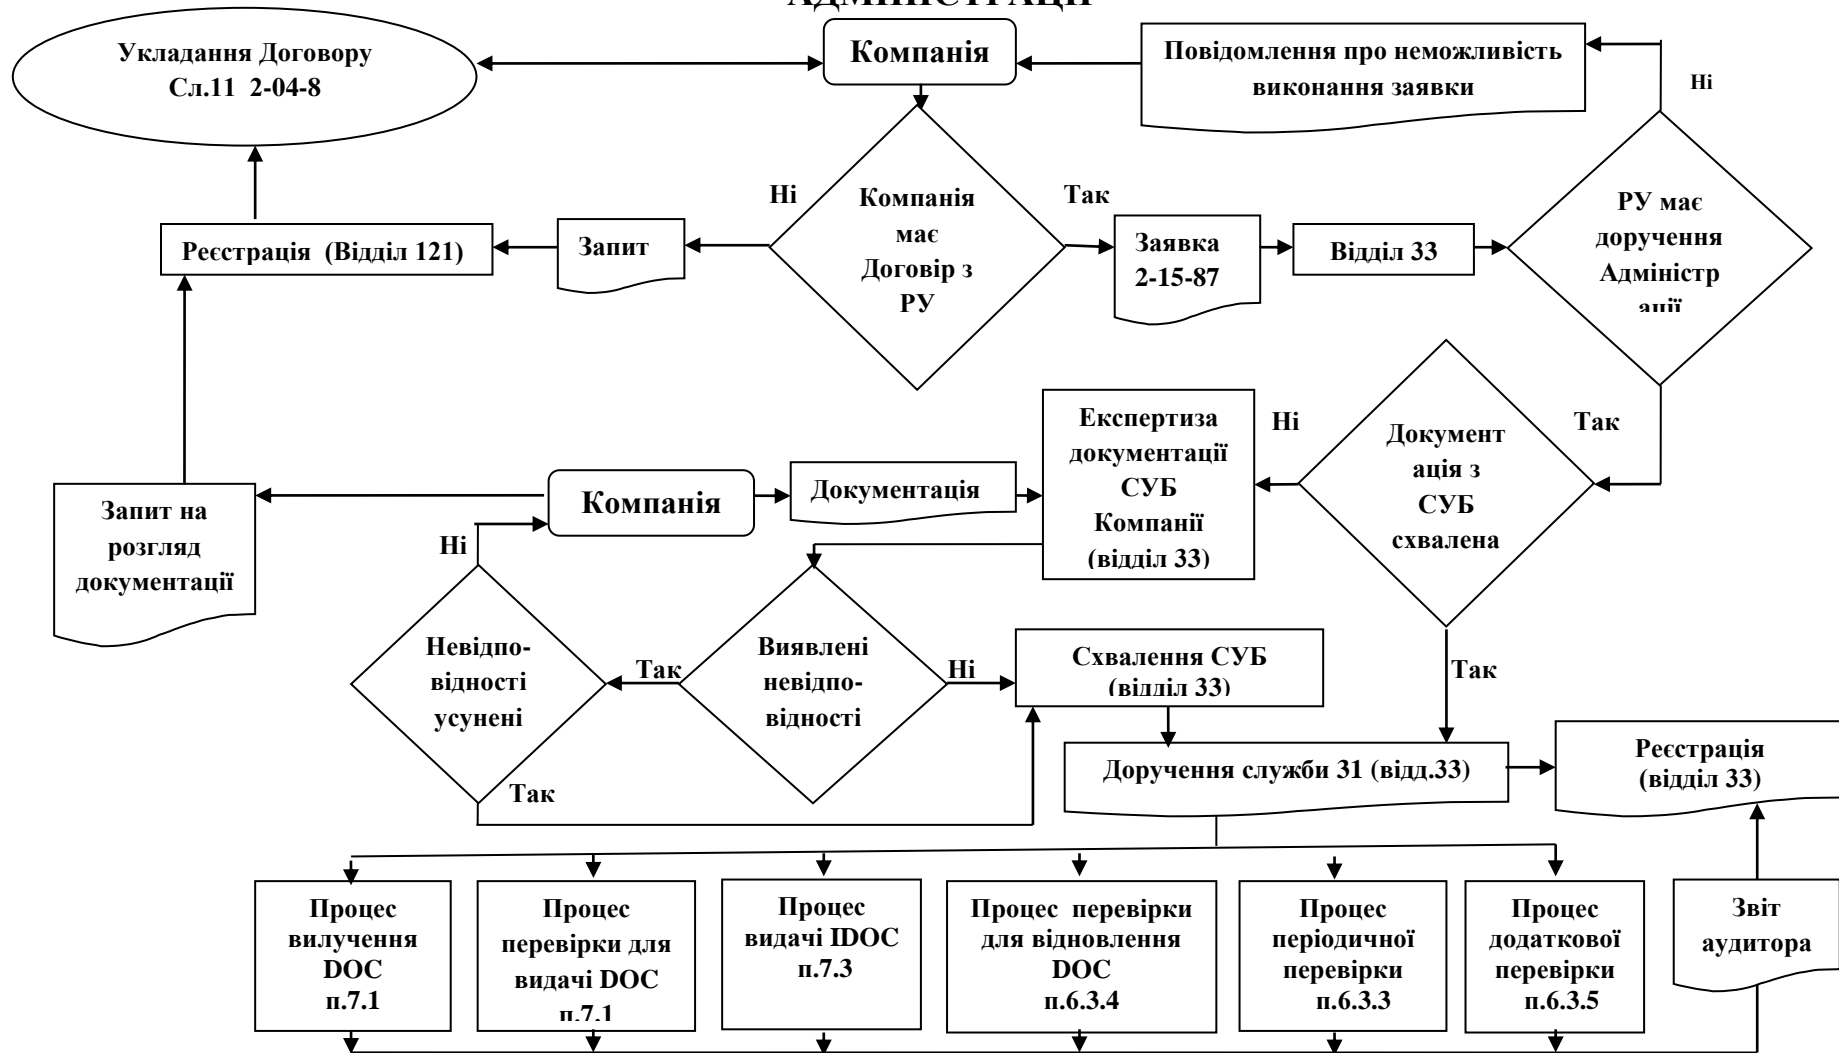 АДМІНІСТРАЦІЇ
Укладання Договору
Сл.11 2-04-8
Компанія
Повідомлення про неможливість
виконання заявки
Ні
Ні
Компанія
має
Договір з
РУ
Так
РУ має
доручення
Адміністр
ації
Реєстрація (Відділ 121)
Запит
Заявка
2-15-87
Відділ 33
Експертиза
документації
СУБ
Компанії
(відділ 33)
Ні
Документ
ація з
СУБ
схвалена
Так
Запит на
розгляд
документації
Компанія
Документація
Ні
Невідпо-
відності
усунені
Так
Виявлені
невідпо-
відності
Ні
Схвалення СУБ
(відділ 33)
Так
Так
Доручення служби 31 (відд.33)
Реєстрація
(відділ 33)
Процес
вилучення
DOC
п.7.1
Процес
перевірки для
видачі DOC
п.7.1
Процес
видачі IDOC
п.7.3
Процес перевірки
для відновлення
DOC
п.6.3.4
Процес
періодичної
перевірки
п.6.3.3
Процес
додаткової
перевірки
п.6.3.5
Звіт
аудитора